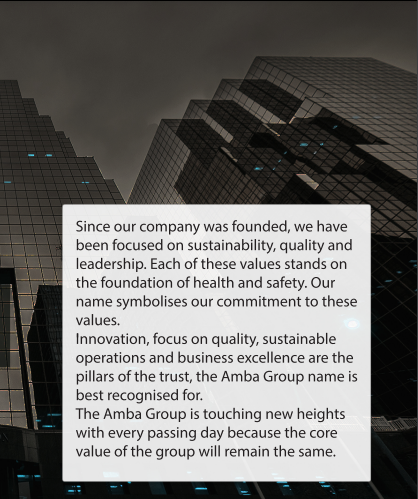 Since our company was founded, we have
been focused on sustainability, quality and
leadership. Each of these values stands on
the foundation of health and safety. Our
name symbolises our commitment to these
values.
Innovation, focus on quality, sustainable
operations and business excellence are the
pillars of the trust, the Amba Group name is
best recognised for.
The Amba Group is touching new heights
with every passing day because the core
value of the group will remain the same.